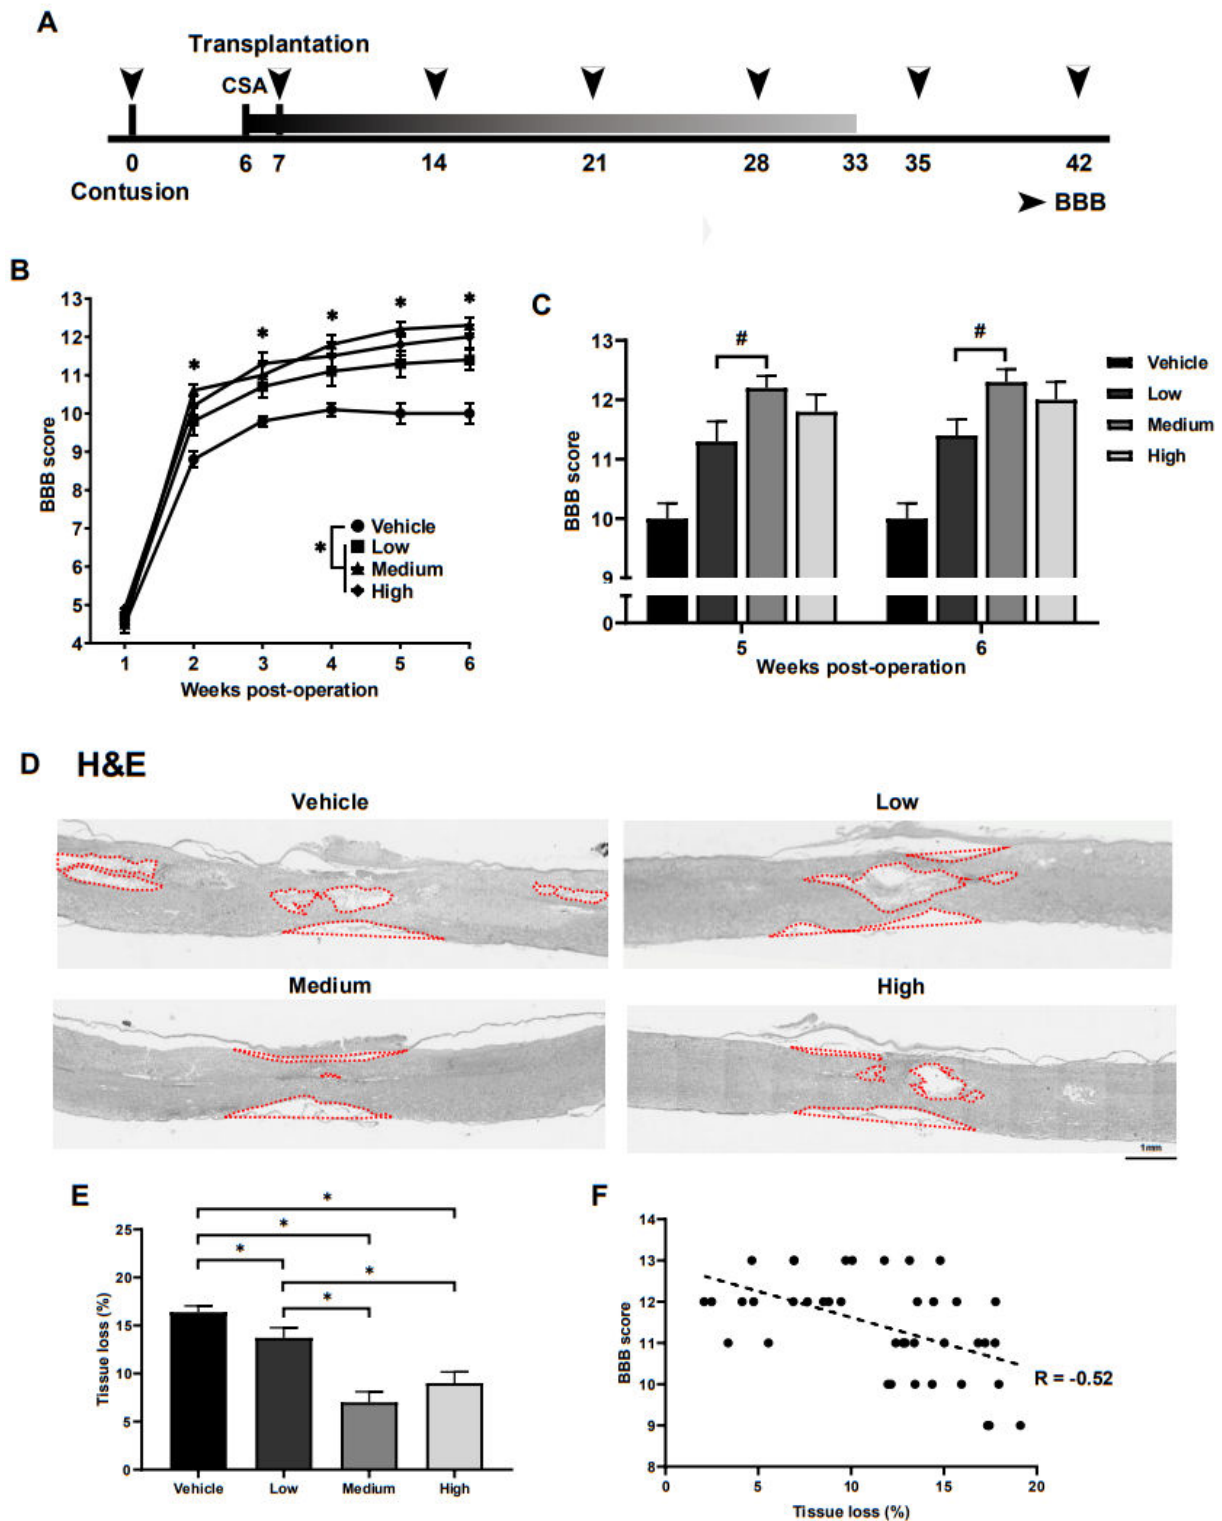 A
Transplantation
CSA
0 6 7 14 21 28 33 35 42
Contusion
BBB
B
13
12
11
10
9
8
7
6
5
4
BBB score
* * * * *
* Vehicle
Low
Medium
High
1 2 3 4 5 6
Weeks post-operation
C
13
12
11
10
9
0
BBB score
# #
Vehicle
Low
Medium
High
5 6
Weeks post-operation
D H&E
Vehicle Low
Medium High
1mm
E
25
20
15
10
5
0
Tissue loss (%)
*
*
*
*
*
Vehicle Low Medium High
F
14
13
12
11
10
9
8
BBB score
R = -0.52
0 5 10 15 20
Tissue loss (%)